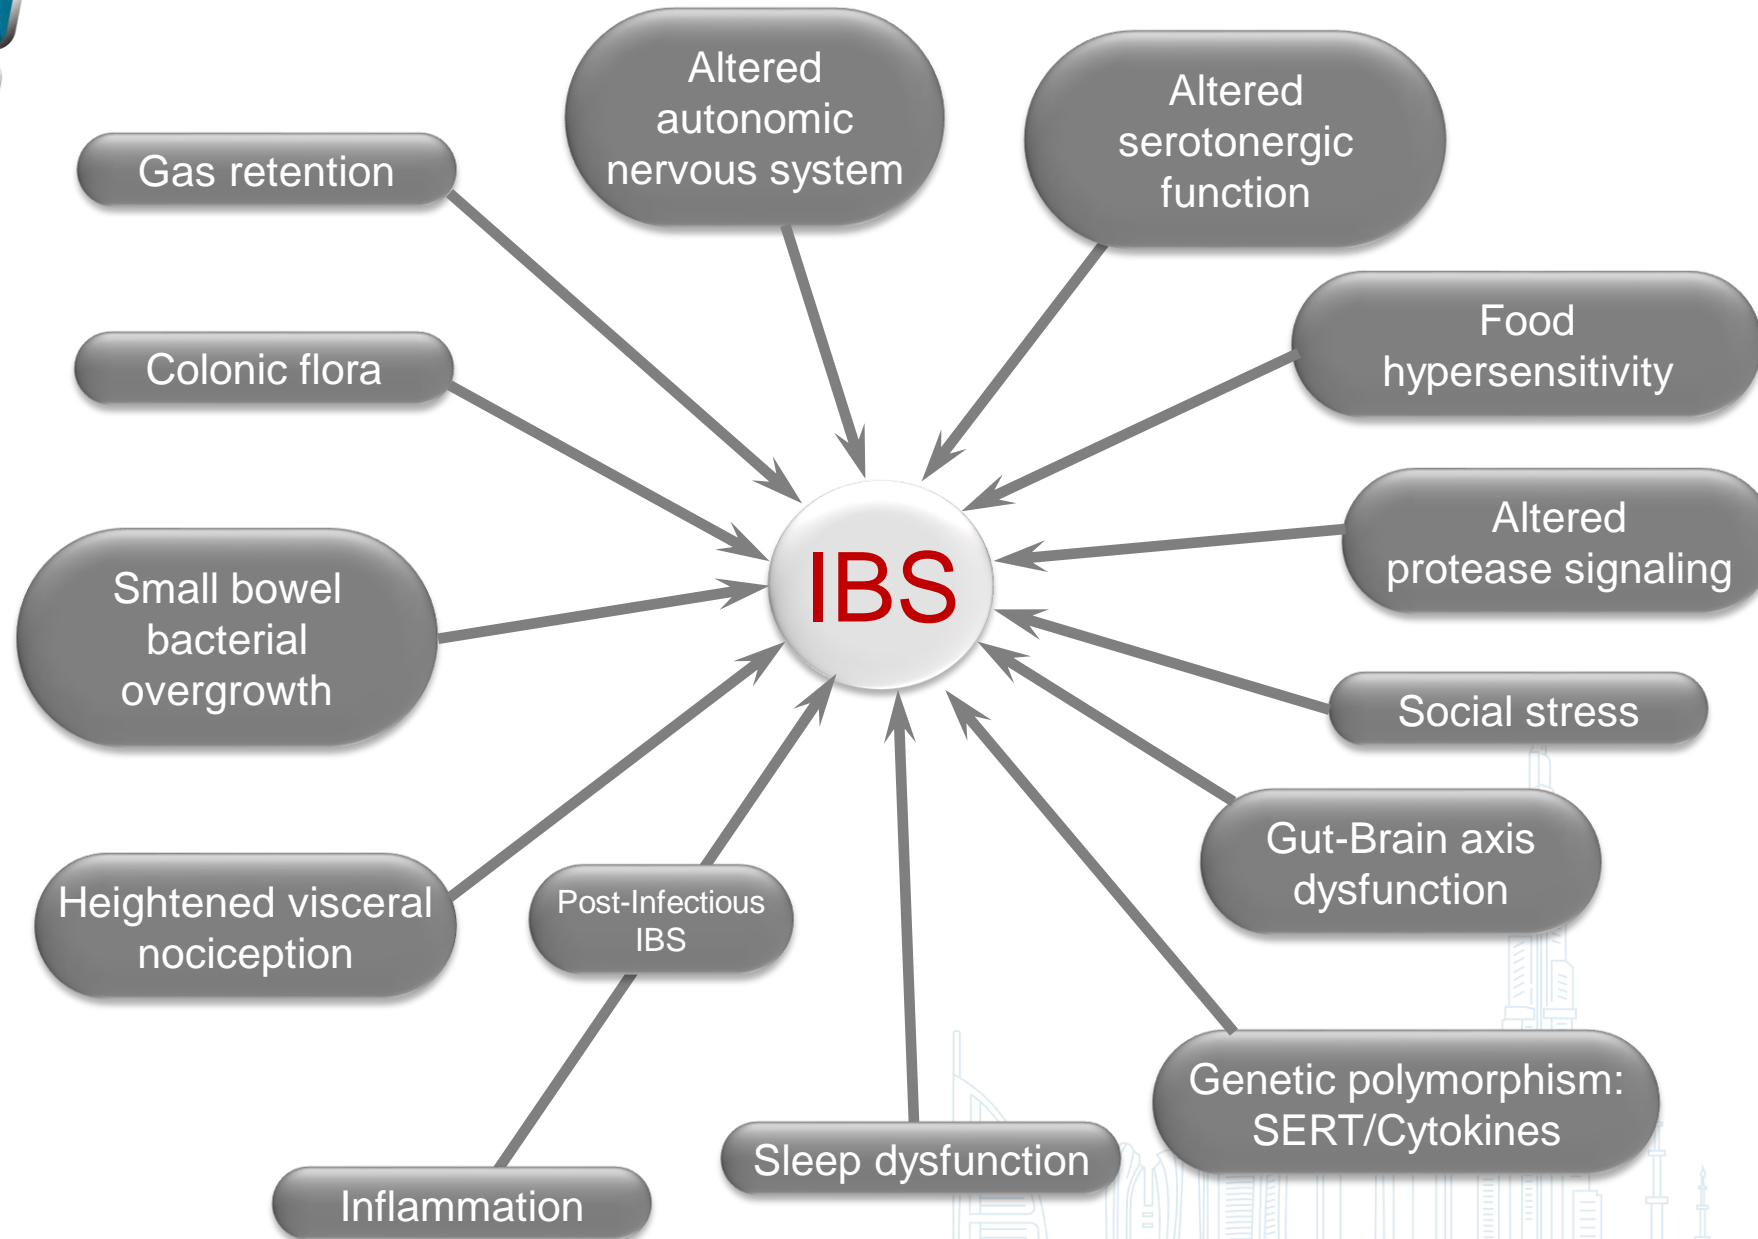 Altered
autonomic
nervous system
Altered
serotonergic
function
Gas retention
Food
hypersensitivity
Colonic flora
Altered
protease signaling
IBS
Small bowel
bacterial
overgrowth
Social stress
Gut-Brain axis
dysfunction
Heightened visceral
nociception
Post-Infectious
IBS
Genetic polymorphism:
SERT/Cytokines
Sleep dysfunction
Inflammation